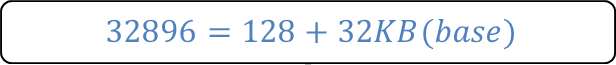 32896 = 128 + 32KB(base)